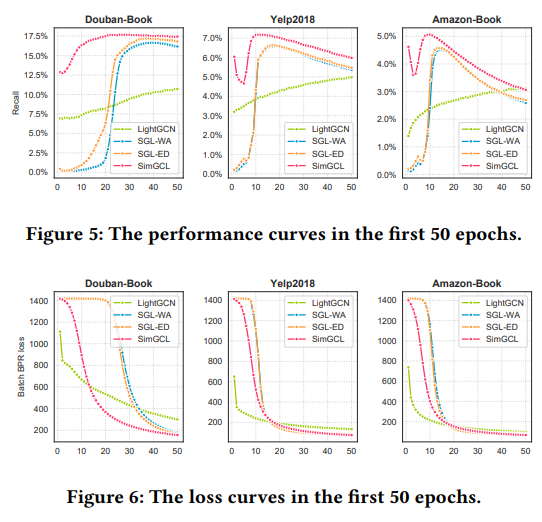 Douban-Book Yelp2018 Amazon-Book
Recall
17.5%
15.0%
12.5%
10.0%
7.5%
5.0%
2.5%
0.0%
LightGCN
SGL-WA
SGL-ED
SimGCL
0 10 20 30 40 50
7.0%
6.0%
5.0%
4.0%
3.0%
2.0%
1.0%
0.0%
LightGCN
SGL-WA
SGL-ED
SimGCL
0 10 20 30 40 50
5.0%
4.0%
3.0%
2.0%
1.0%
0.0%
LightGCN
SGL-WA
SGL-ED
SimGCL
0 10 20 30 40 50
Figure 5: The performance curves in the first 50 epochs.
Douban-Book Yelp2018 Amazon-Book
Batch BPR loss
1400
1200
1000
800
600
400
200
LightGCN
SGL-WA
SGL-ED
SimGCL
0 10 20 30 40 50
1400
1200
1000
800
600
400
200
LightGCN
SGL-WA
SGL-ED
SimGCL
0 10 20 30 40 50
1400
1200
1000
800
600
400
200
LightGCN
SGL-WA
SGL-ED
SimGCL
0 10 20 30 40 50
Figure 6: The loss curves in the first 50 epochs.